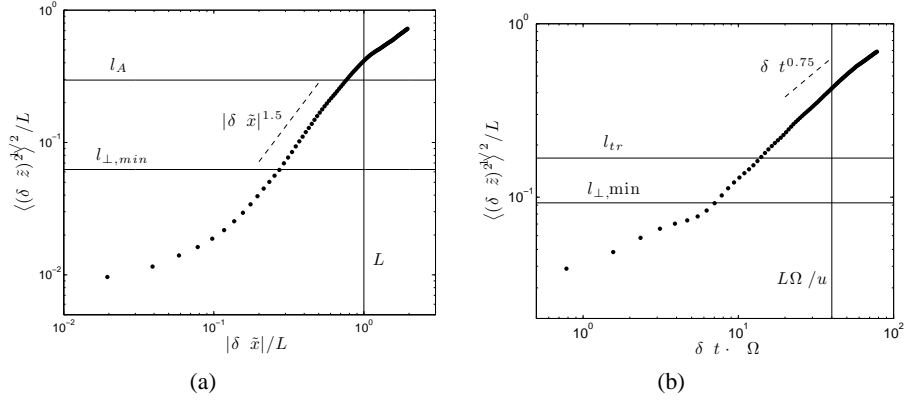 10^0
10^{-1}
10^{-2}
⟨(δ z̃)^2⟩^{1/2}/L
l_A
l_{⊥,min}
|δ x̃|^{1.5}
L
10^{-2}
10^{-1}
10^0
|δ x̃|/L
(a)
10^0
10^{-1}
⟨(δ z̃)^2⟩^{1/2}/L
δ t^{0.75}
l_{tr}
l_{⊥,min}
LΩ/u
10^0
10^1
10^2
δ t· Ω
(b)